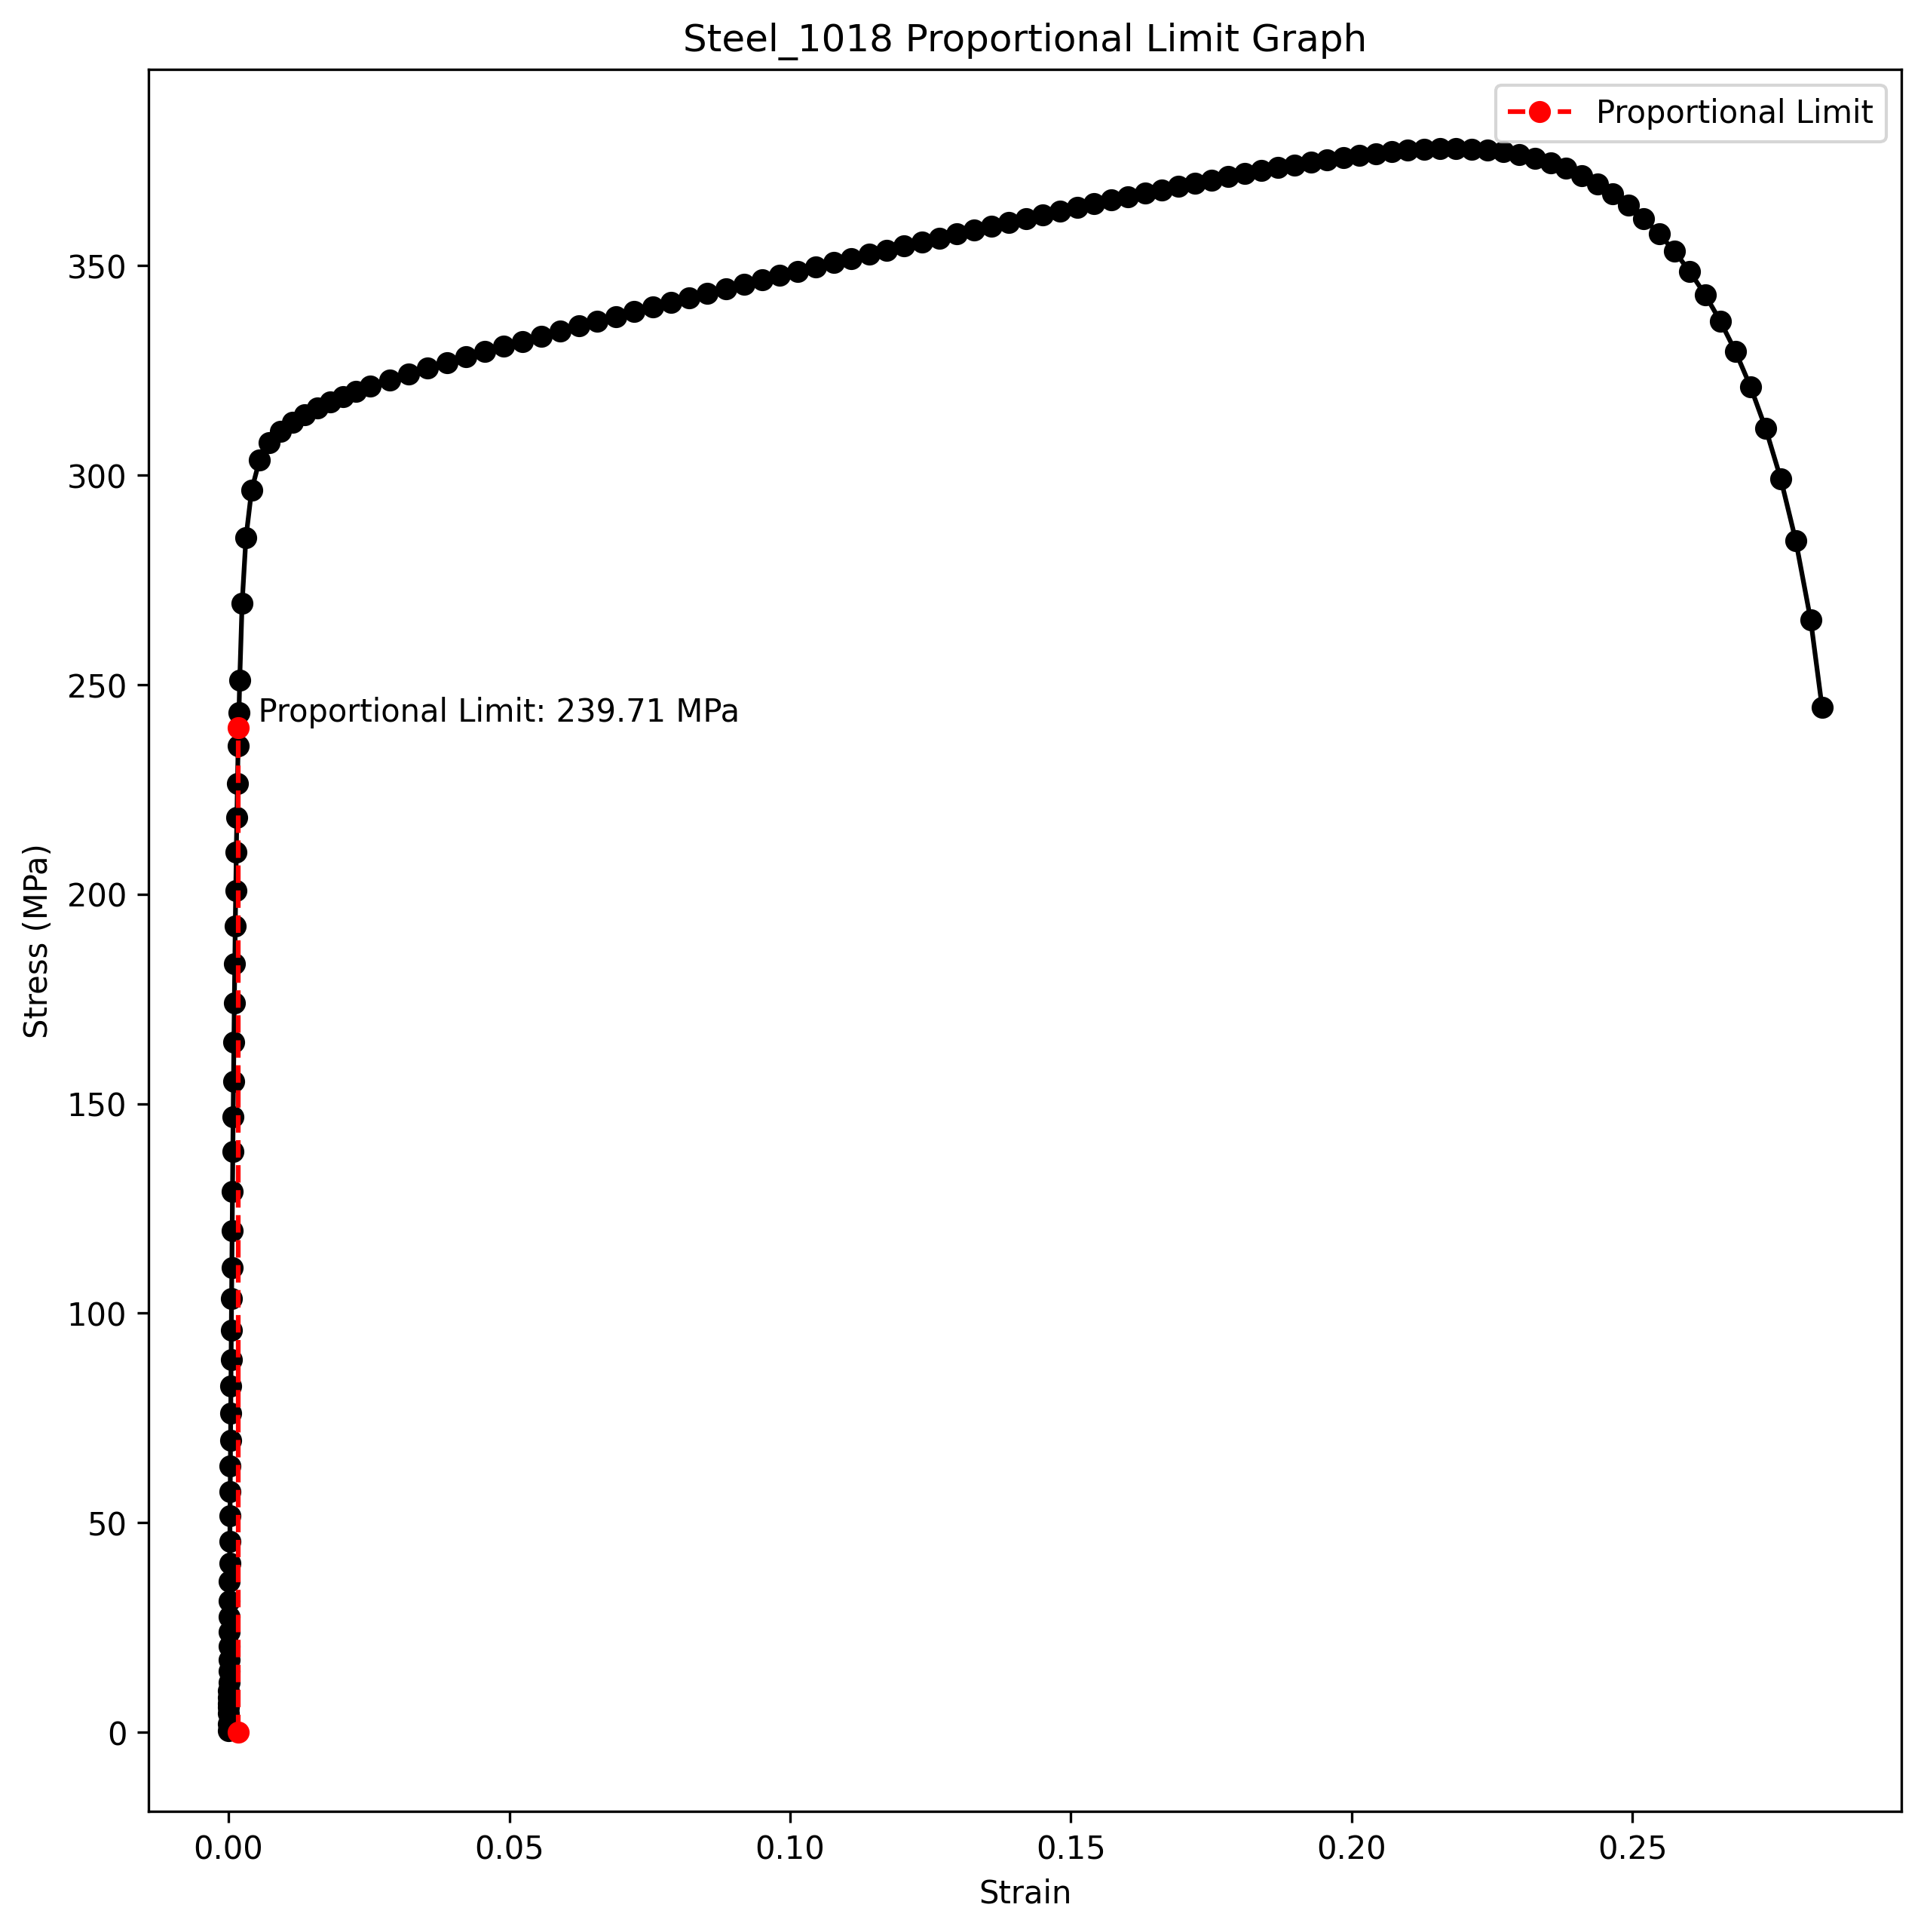 Steel_1018 Proportional Limit Graph
Proportional Limit
350
300
250
Proportional Limit: 239.71 MPa
200
Stress (MPa)
150
100
50
0
0.00 0.05 0.10 0.15 0.20 0.25
Strain